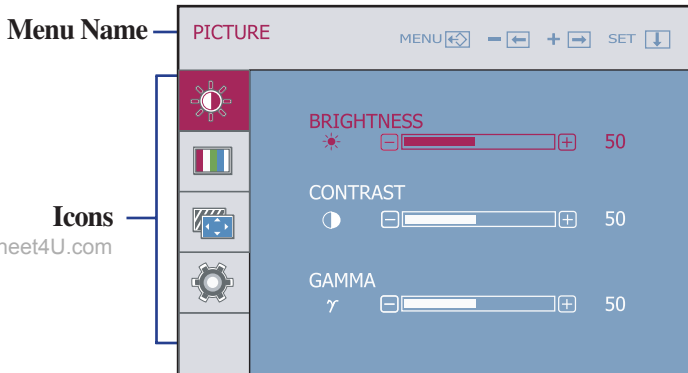 Menu Name
PICTURE MENU - + SET
BRIGHTNESS
50
CONTRAST
50
Icons
heet4U.com
GAMMA
γ 50